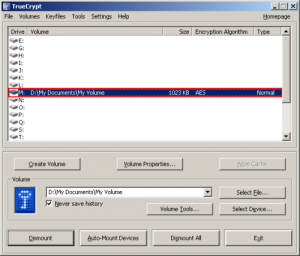 TrueCrypt
File Volumes Keyfiles Tools Settings Help Homepage
Drive Volume Size Encryption Algorithm Type
E:
G:
H:
I:
J:
K:
L:
M: D:\My Documents\My Volume 1023 KB AES Normal
N:
O:
P:
Q:
S:
T:
Create Volume Volume Properties... Wipe Cache
Volume
D:\My Documents\My Volume Select File...
Never save history
Volume Tools... Select Device...
Dismount Auto-Mount Devices Dismount All Exit